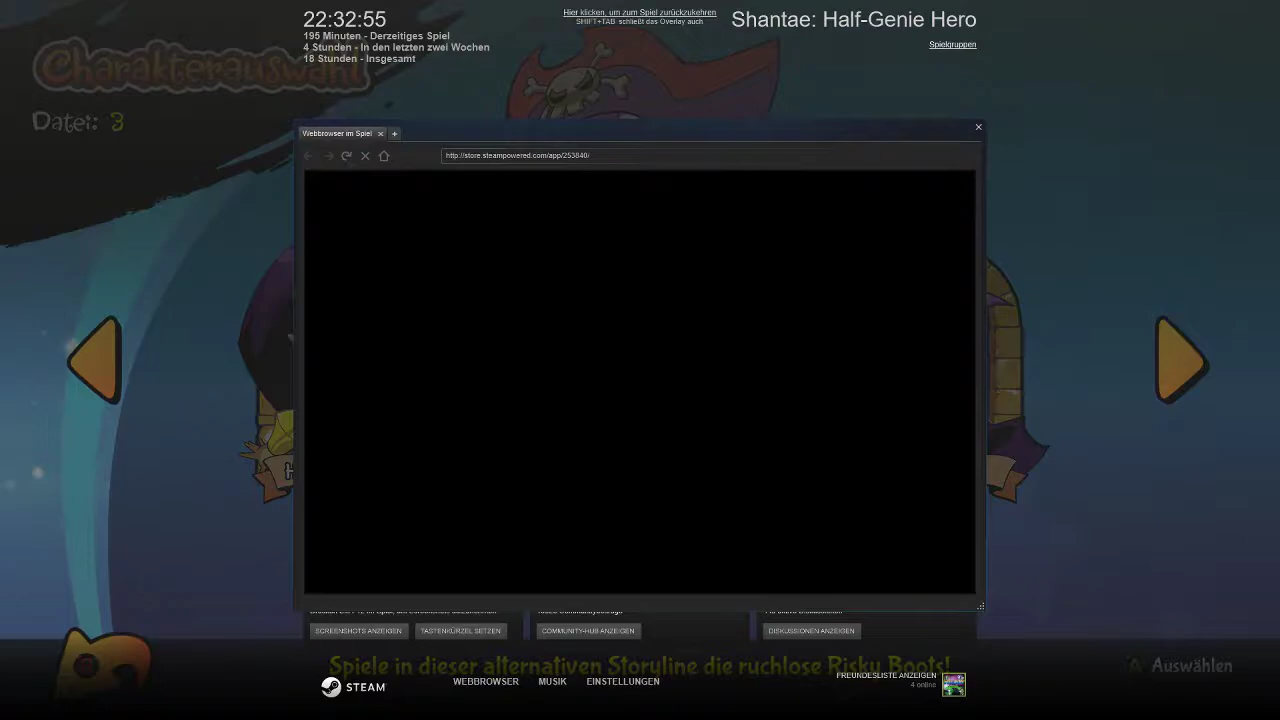 22:32:55
195 Minuten - Derzeitiges Spiel
4 Stunden - In den letzten zwei Wochen
18 Stunden - Insgesamt
Hier klicken, um zum Spiel zurückzukehren
SHIFT+TAB schließt das Overlay auch
Shantae: Half-Genie Hero
Spielgruppen
Charakterauswahl
Datei: 3
Webbrowser im Spiel
http://store.steampowered.com/app/253840/
SCREENSHOTS ANZEIGEN
TASTENKÜRZEL SETZEN
COMMUNITY-HUB ANZEIGEN
DISKUSSIONEN ANZEIGEN
Spiele in dieser alternativen Storyline die ruchlose Risky Boots!
A Auswählen
STEAM
WEBBROWSER
MUSIK
EINSTELLUNGEN
FREUNDESLISTE ANZEIGEN
4 online